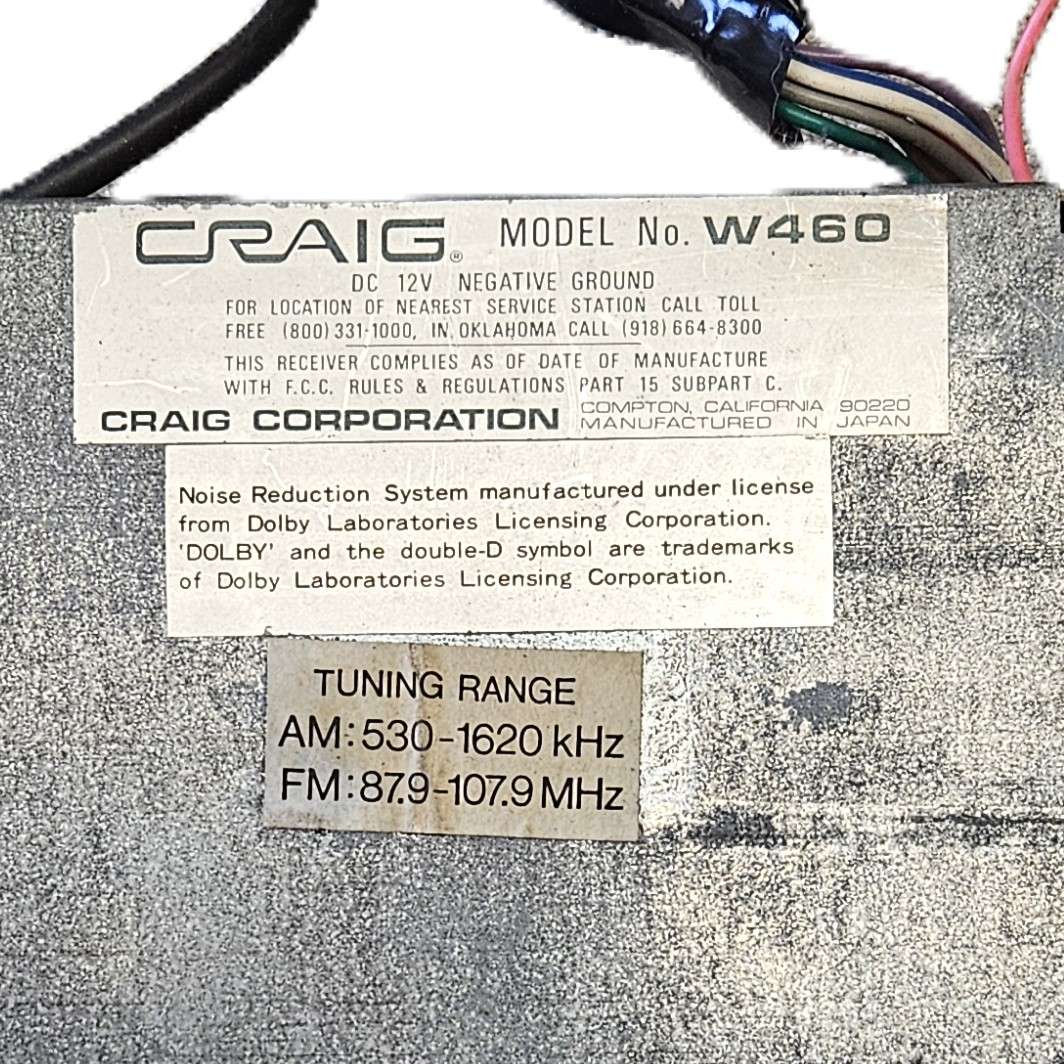 CRAIG® MODEL No. W460
DC 12V NEGATIVE GROUND
FOR LOCATION OF NEAREST SERVICE STATION CALL TOLL
FREE (800) 331-1000, IN OKLAHOMA CALL (918) 664-8300
THIS RECEIVER COMPLIES AS OF DATE OF MANUFACTURE
WITH F.C.C. RULES & REGULATIONS PART 15 SUBPART C.
CRAIG CORPORATION COMPTON, CALIFORNIA 90220
MANUFACTURED IN JAPAN
Noise Reduction System manufactured under license
from Dolby Laboratories Licensing Corporation.
'DOLBY' and the double-D symbol are trademarks
of Dolby Laboratories Licensing Corporation.
TUNING RANGE
AM: 530-1620 kHz
FM: 87.9-107.9 MHz